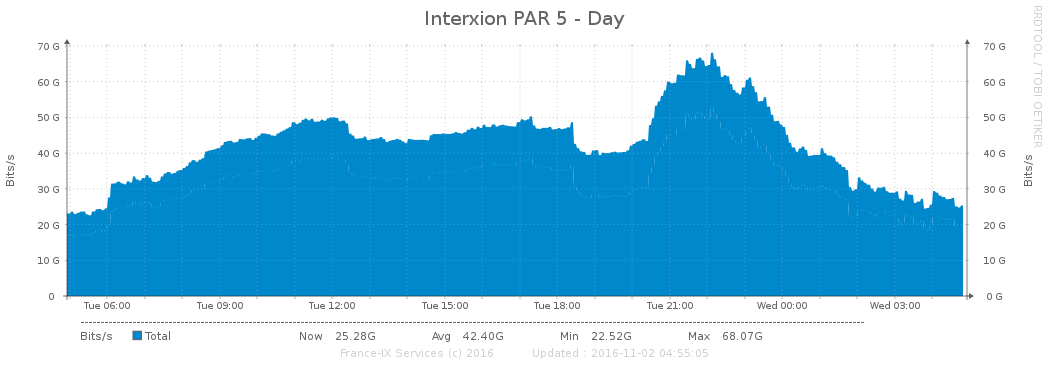 Interxion PAR 5 - Day
RRDTOOL / TOBI OETIKER
70 G 70 G
60 G 60 G
50 G 50 G
40 G 40 G
30 G 30 G
20 G 20 G
10 G 10 G
0 0 G
Bits/s Bits/s
Tue 06:00 Tue 09:00 Tue 12:00 Tue 15:00 Tue 18:00 Tue 21:00 Wed 00:00 Wed 03:00
Bits/s Total Now 25.28G Avg 42.40G Min 22.52G Max 68.07G
France-IX Services (c) 2016 Updated : 2016-11-02 04:55:05